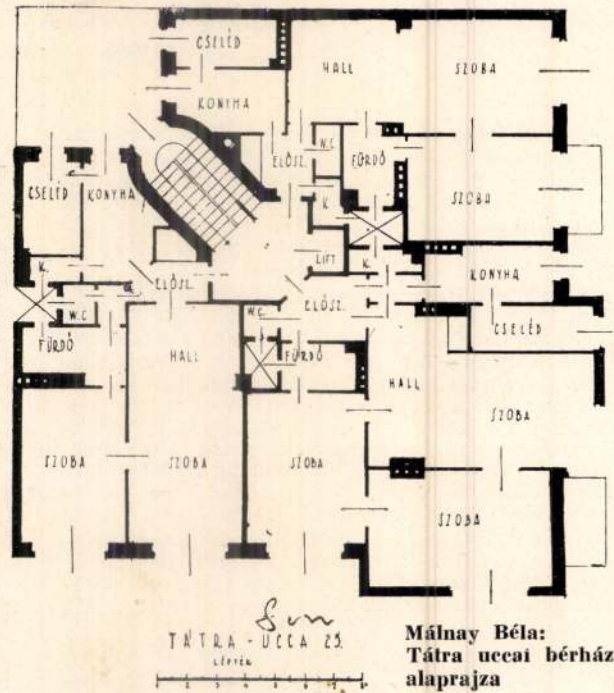 CSELÉD
HALL
SZOBA
KONYHA
ELŐSZ.
W.C
FÜRDŐ
CSELÉD
KONYHA
SZOBA
K.
LIFT
K.
KONYHA
K.
ELŐSZ.
ELŐSZ.
CSELÉD
W.C
W.C.
FÜRDŐ
HALL
FÜRDŐ
HALL
SZOBA
SZOBA
SZOBA
SZOBA
SZOBA
TÁTRA-UCCA 25.
LÉPTÉK
Málnay Béla:
Tátra uccai bérház
alaprajza